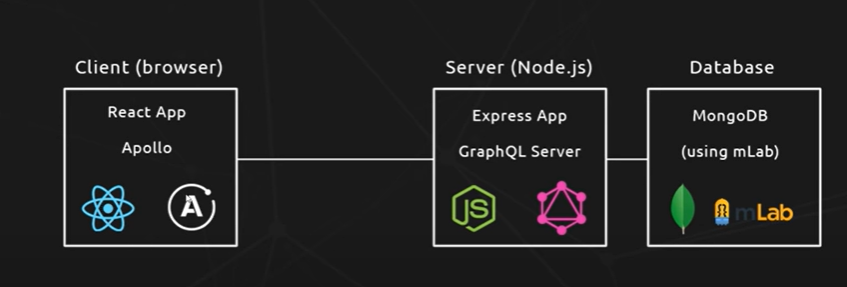 Client (browser)
React App
Apollo
Server (Node.js)
Express App
GraphQL Server
JS
Database
MongoDB
(using mLab)
mLab